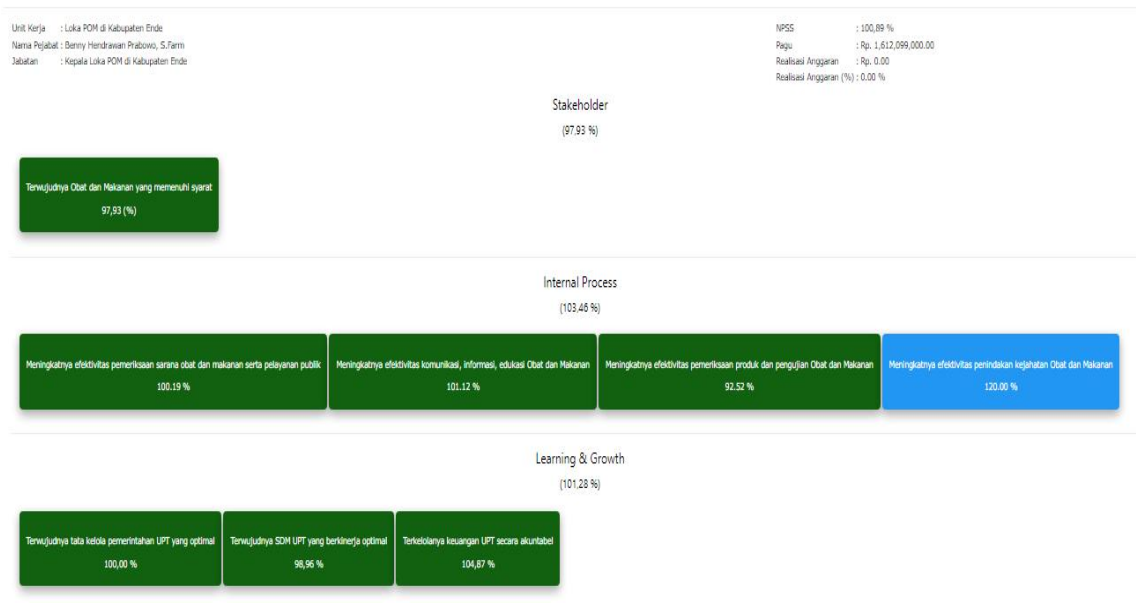 Unit Kerja : Loka POM di Kabupaten Ende
Nama Pejabat : Benny Hendrawan Prabowo, S.Farm
Jabatan : Kepala Loka POM di Kabupaten Ende
NPSS : 100,89 %
Pagu : Rp. 1,612,099,000.00
Realisasi Anggaran : Rp. 0.00
Realisasi Anggaran (%) : 0.00 %
Stakeholder
(97,93 %)
Terwujudnya Obat dan Makanan yang memenuhi syarat
97,93 (%)
Internal Process
(103,46 %)
Meningkatnya efektivitas pemeriksaan sarana obat dan makanan serta pelayanan publik
100.19 %
Meningkatnya efektivitas komunikasi, informasi, edukasi Obat dan Makanan
101.12 %
Meningkatnya efektivitas pemeriksaan produk dan pengujian Obat dan Makanan
92.52 %
Meningkatnya efektivitas penindakan kejahatan Obat dan Makanan
120.00 %
Learning & Growth
(101,28 %)
Terwujudnya tata kelola pemerintahan UPT yang optimal
100,00 %
Terwujudnya SDM UPT yang berkinerja optimal
98,96 %
Terkelolanya keuangan UPT secara akuntabel
104,87 %